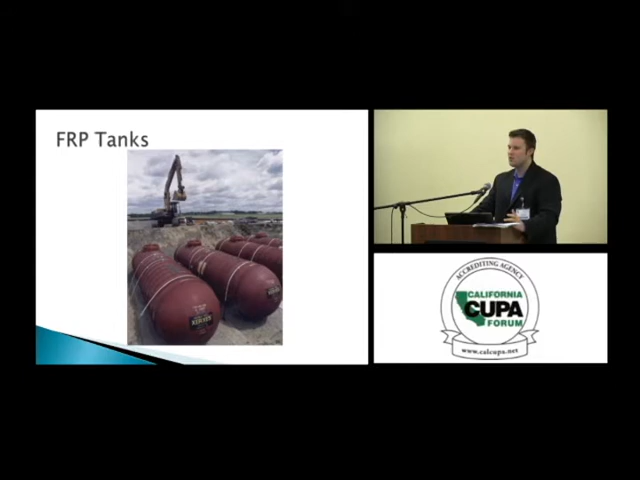 FRP Tanks
ACCREDITING AGENCY
CALIFORNIA
CUPA
FORUM
www.calcupa.net